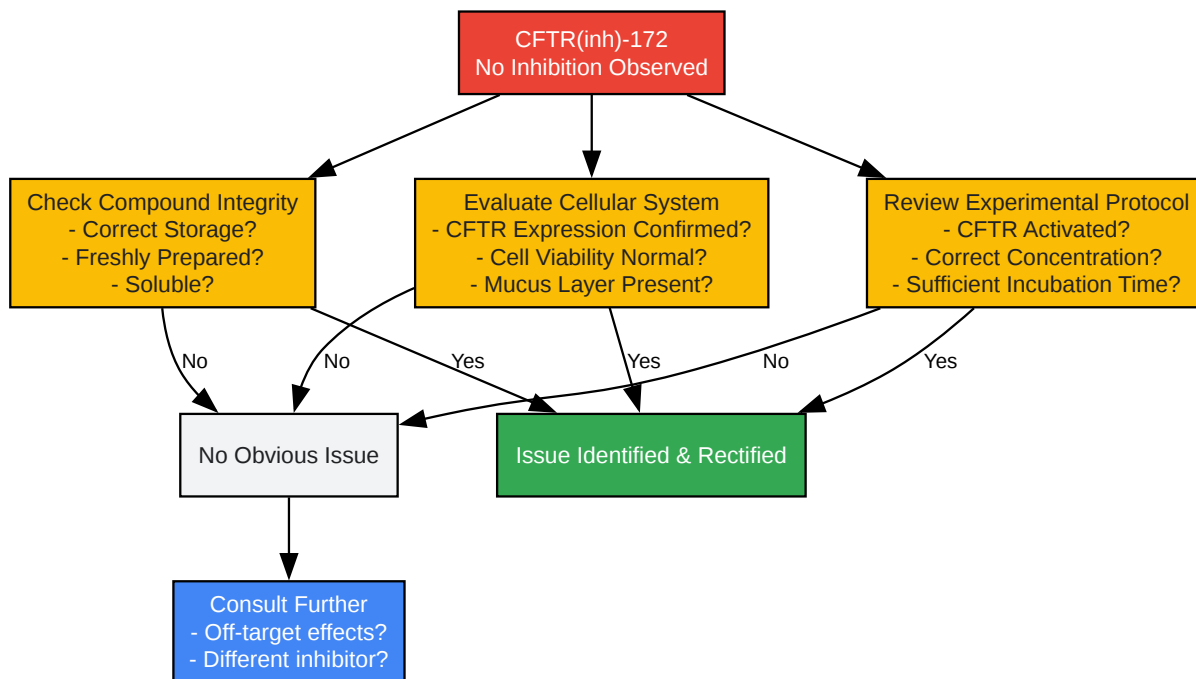 CFTR(inh)-172
No Inhibition Observed
Check Compound Integrity
- Correct Storage?
- Freshly Prepared?
- Soluble?
Evaluate Cellular System
- CFTR Expression Confirmed?
- Cell Viability Normal?
- Mucus Layer Present?
Review Experimental Protocol
- CFTR Activated?
- Correct Concentration?
- Sufficient Incubation Time?
No
No
Yes
Yes
No
Yes
No Obvious Issue
Issue Identified & Rectified
Consult Further
- Off-target effects?
- Different inhibitor?